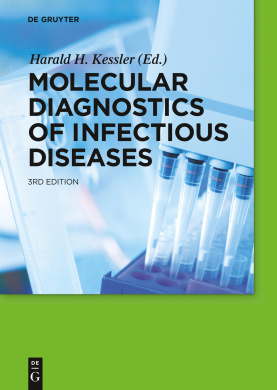 DE GRUYTER
Harald H. Kessler (Ed.)
MOLECULAR
DIAGNOSTICS
OF INFECTIOUS
DISEASES
3RD EDITION
DE
G